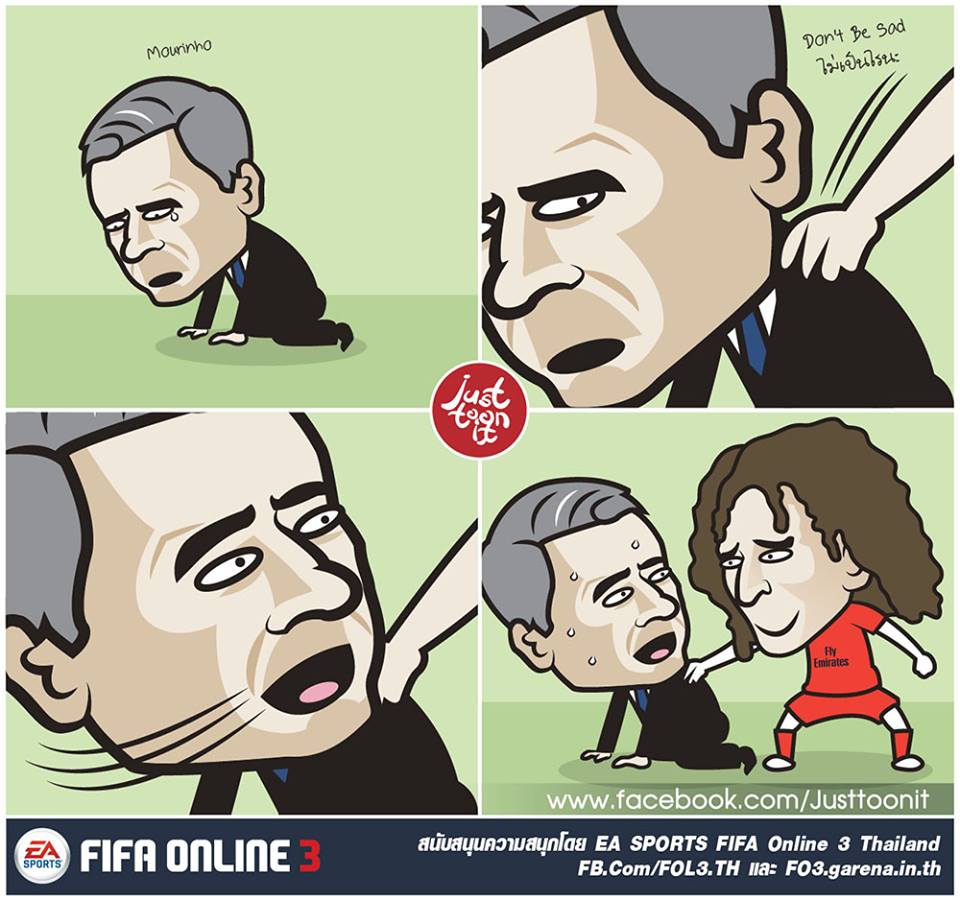 Mourinho
Don't Be Sad
ไม่เป็นไรนะ
just
toon
it
Fly
Emirates
www.facebook.com/Justtoonit
EA
SPORTS
FIFA ONLINE 3
สนับสนุนความสนุกโดย EA SPORTS FIFA Online 3 Thailand
FB.Com/FOL3.TH และ FO3.garena.in.th